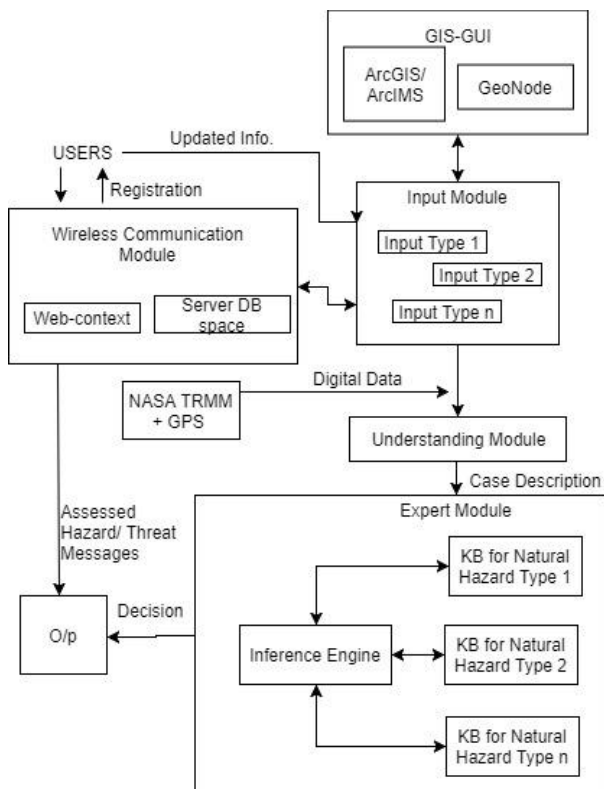 GIS-GUI
ArcGIS/
ArcIMS
GeoNode
Updated Info.
USERS
Registration
Input Module
Input Type 1
Input Type 2
Input Type n
Wireless Communication
Module
Web-context
Server DB
space
Digital Data
NASA TRMM
+ GPS
Understanding Module
Case Description
Expert Module
Assessed
Hazard/ Threat
Messages
KB for Natural
Hazard Type 1
O/p
Decision
Inference Engine
KB for Natural
Hazard Type 2
KB for Natural
Hazard Type n